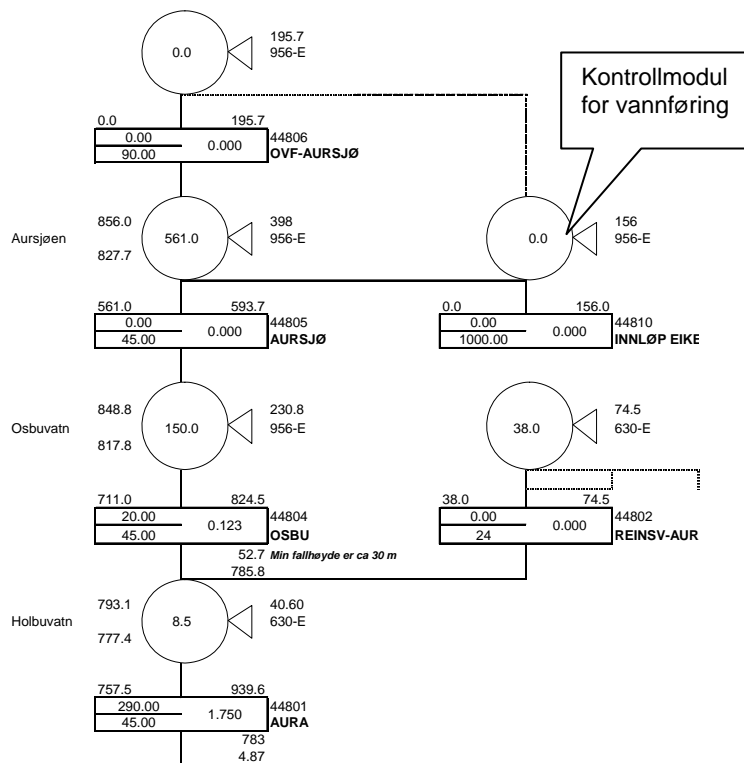 195.7
0.0
956-E
Kontrollmodul
for vannføring
0.0 195.7
0.00
0.000
90.00
44806
OVF-AURSJØ
856.0
398
156
Aursjøen
561.0
956-E
0.0
956-E
827.7
561.0 593.7
0.0 156.0
0.00
0.000
45.00
44805
AURSJØ
0.00
0.000
1000.00
44810
INNLØP EIKE
848.8
230.8
74.5
Osbuvatn
150.0
956-E
38.0
630-E
817.8
711.0 824.5
38.0 74.5
20.00
0.123
45.00
44804
OSBU
0.00
0.000
24
44802
REINSV-AUR
52.7 Min fallhøyde er ca 30 m
785.8
793.1
40.60
Holbuvatn
8.5
630-E
777.4
757.5 939.6
290.00
1.750
45.00
44801
AURA
783
4.87